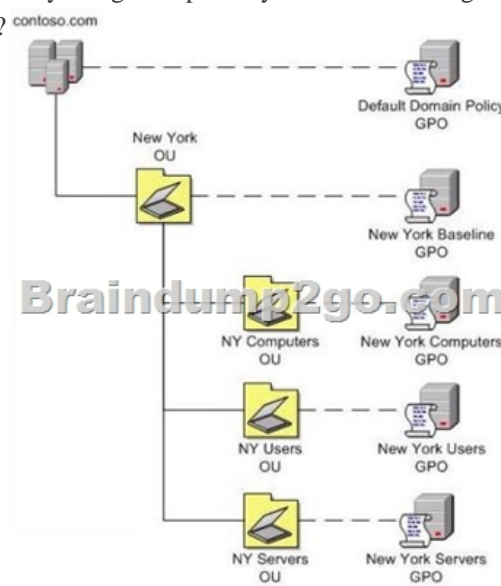 ? contoso.com
Default Domain Policy
GPO
New York
OU
New York Baseline
GPO
Braindump2go.com
NY Computers
OU
New York Computers
GPO
NY Users
OU
New York Users
GPO
NY Servers
OU
New York Servers
GPO